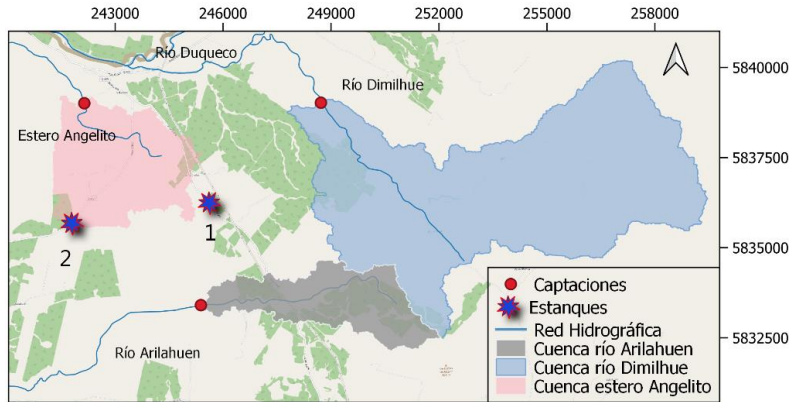 243000 246000 249000 252000 255000 258000
Río Duqueco
5840000
Río Dimilhue
Estero Angelito
5837500
1
2
5835000
Captaciones
Estanques
Red Hidrográfica
5832500
Río Arilahuen
Cuenca río Arilahuen
Cuenca río Dimilhue
Cuenca estero Angelito